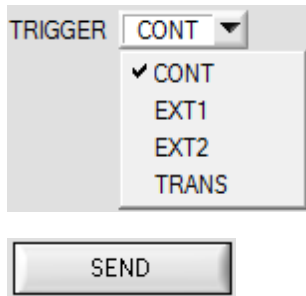 TRIGGER CONT
CONT
EXT1
EXT2
TRANS
SEND